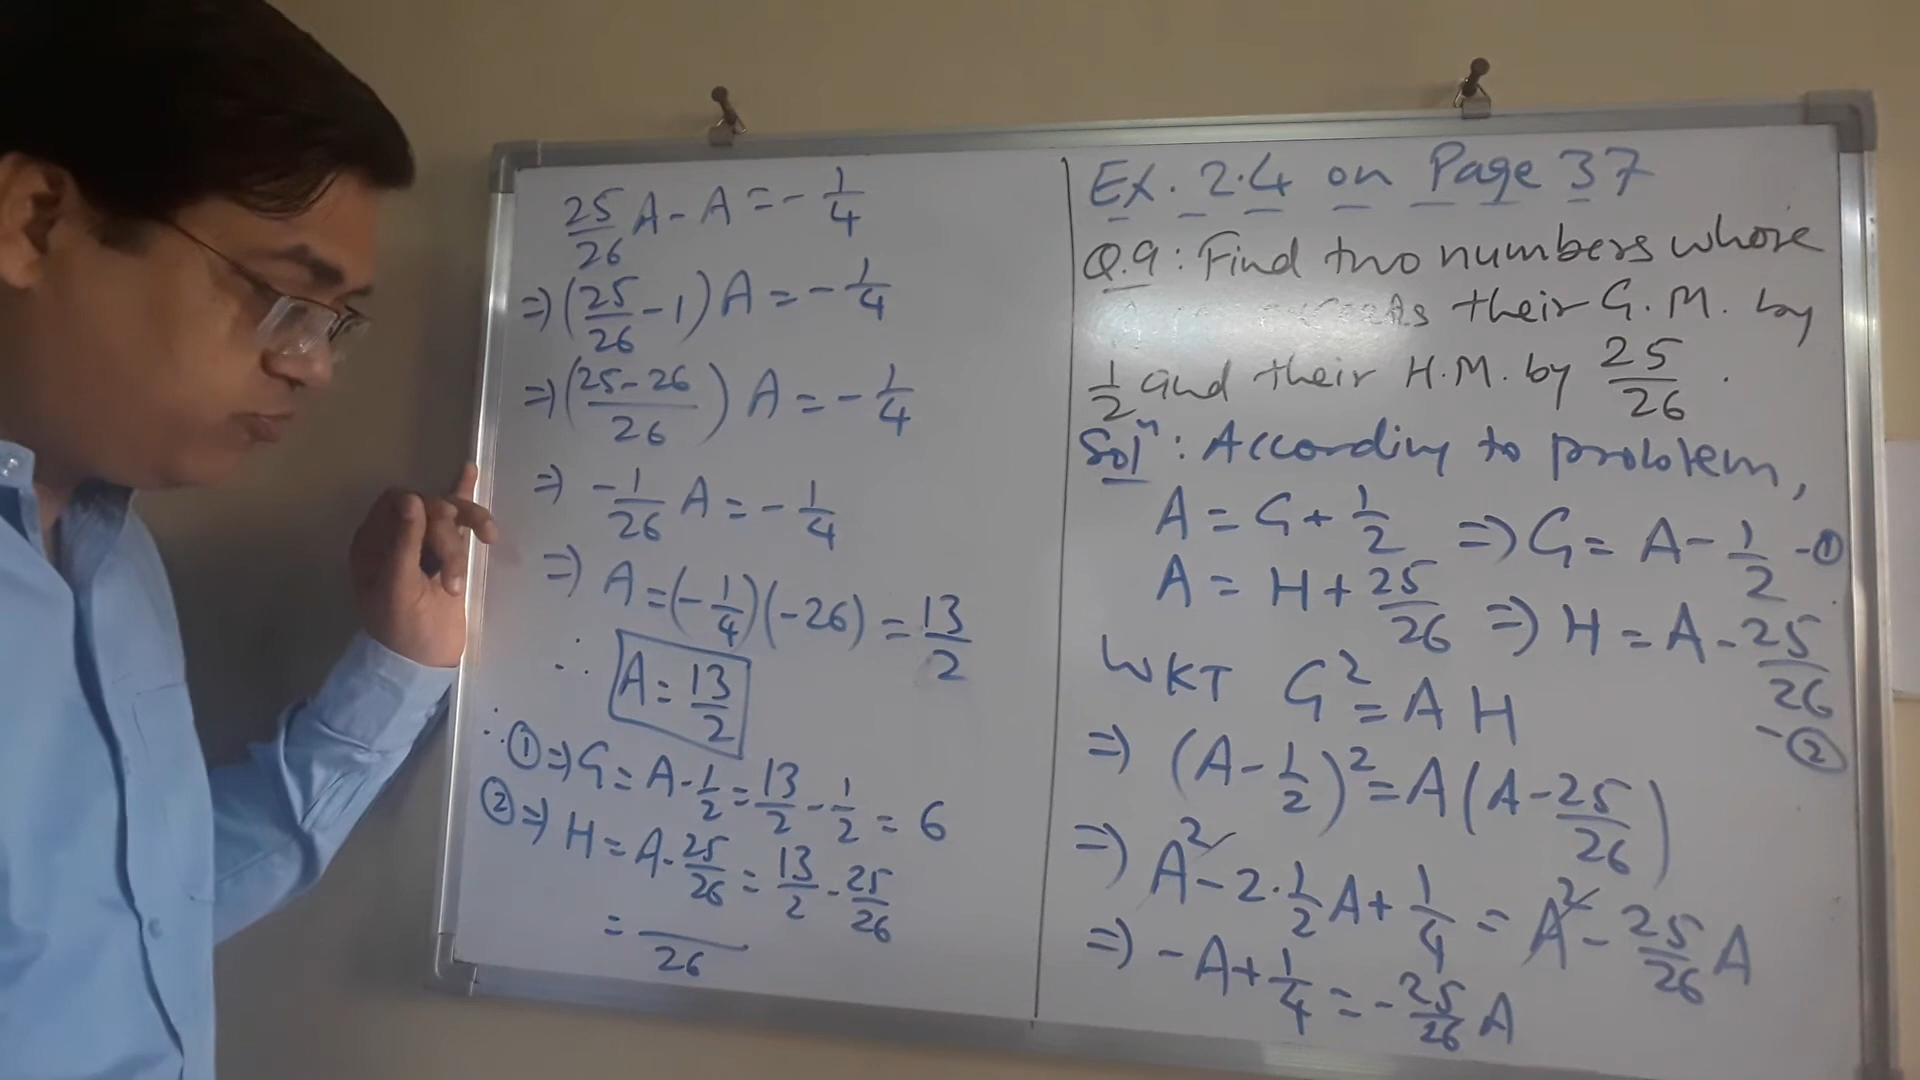 Ex. 2.4 on Page 37
Q.9 : Find two numbers whose
their G.M. by
1/2 and their H.M. by 25/26 .
Solⁿ : According to problem,
A = G + 1/2 ⇒ G = A - 1/2 - ①
A = H + 25/26 ⇒ H = A - 25/26 - ②
WKT G² = A H
⇒ (A - 1/2)² = A (A - 25/26)
⇒ A² - 2 · 1/2 A + 1/4 = A² - 25/26 A
⇒ - A + 1/4 = - 25/26 A
25/26 A - A = - 1/4
⇒ (25/26 - 1) A = - 1/4
⇒ (25-26/26) A = - 1/4
⇒ -1/26 A = - 1/4
⇒ A = (- 1/4)(-26) = 13/2
∴ A = 13/2
∴ ① ⇒ G = A - 1/2 = 13/2 - 1/2 = 6
② ⇒ H = A - 25/26 = 13/2 - 25/26
= /26